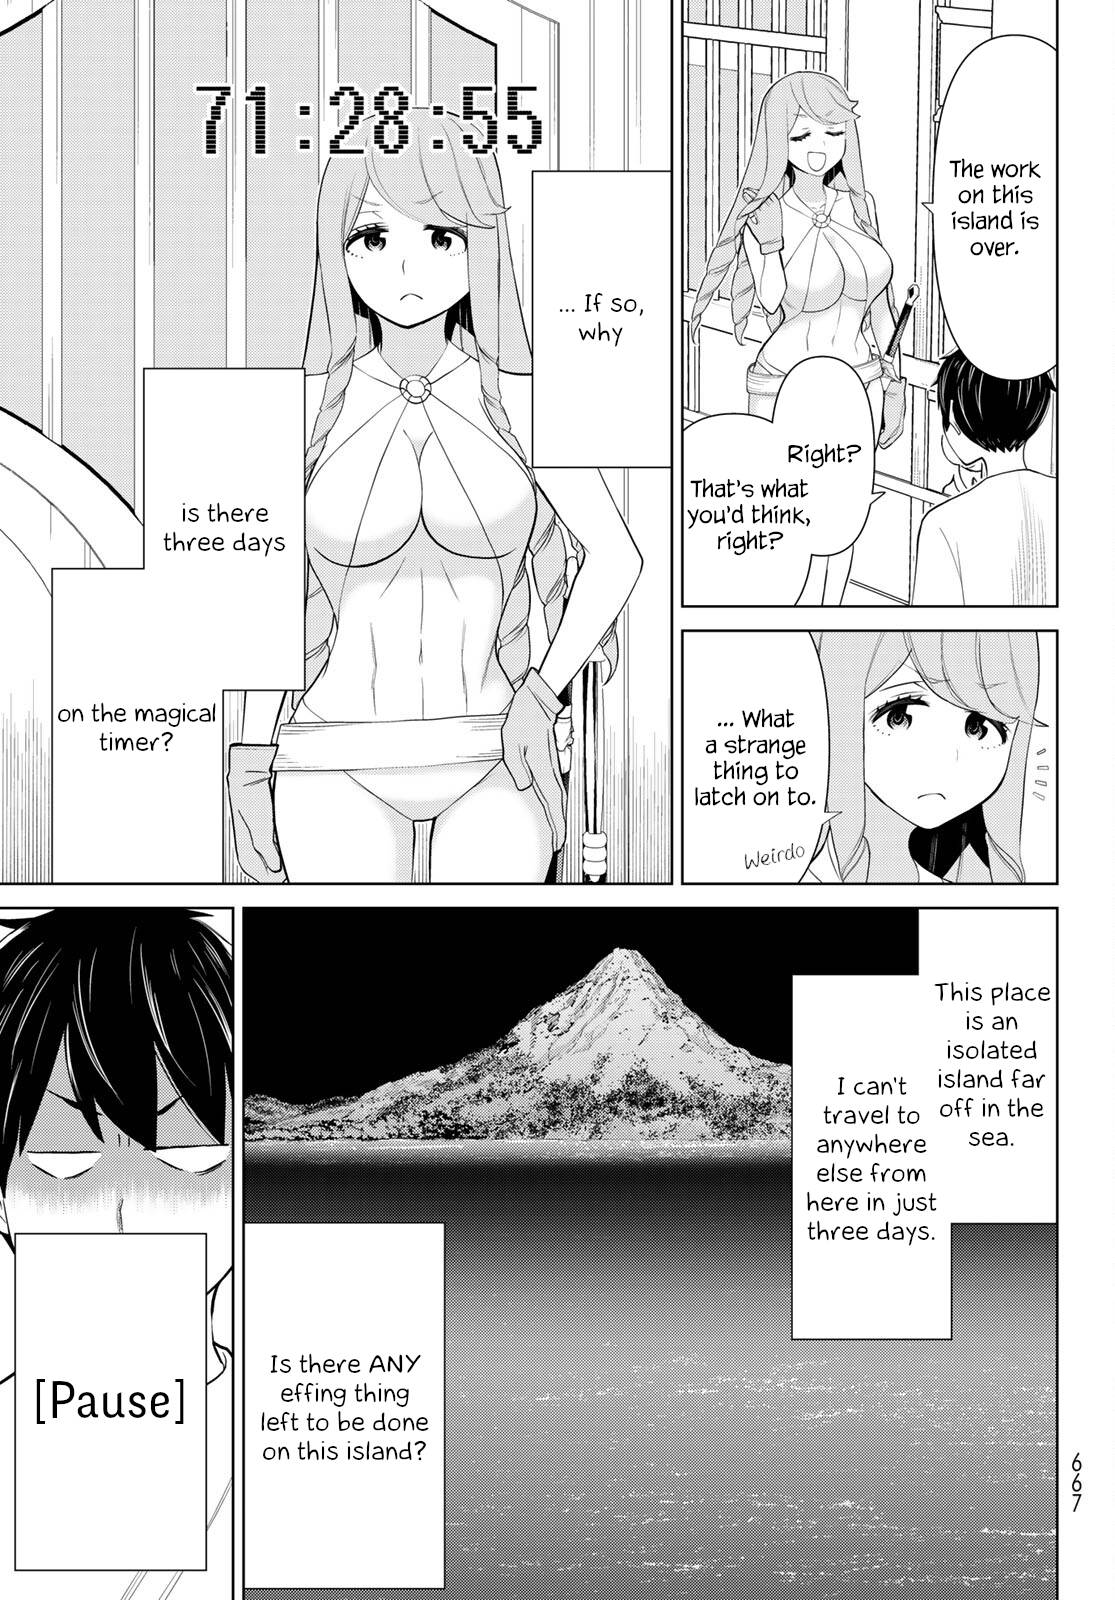 The work
on this
island is
over.
Right?
That's what
you'd think,
right?
... What
a strange
thing to
latch on to.
Weirdo
71:28:55
... If so,
why
is there
three days
on the magical
timer?
This place
is an
isolated
island far
off in the
sea.
I can't
travel to
anywhere
else from
here in just
three days.
Is there ANY
effing thing
left to be done
on this island?
[Pause]
667